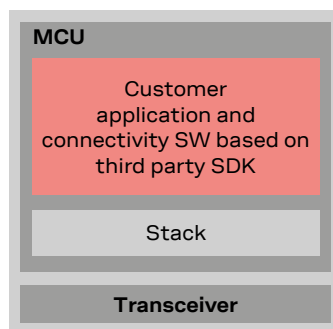 MCU
Customer
application and
connectivity SW based on
third party SDK
Stack
Transceiver